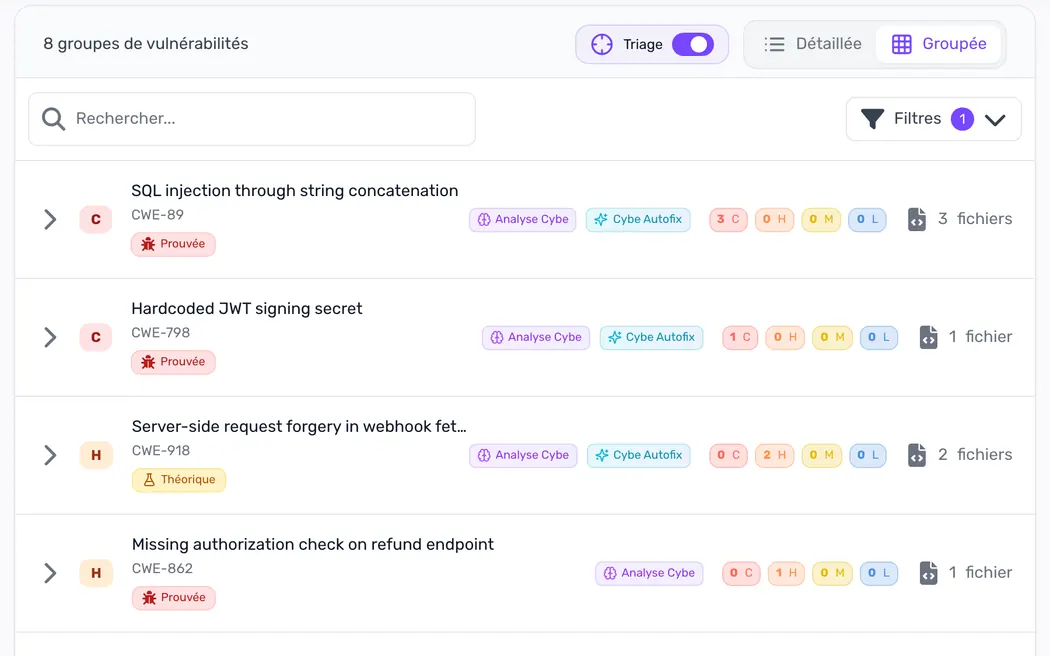 8 groupes de vulnérabilités
Triage
Détaillée
Groupée
Rechercher...
Filtres 1
SQL injection through string concatenation
C
CWE-89
Prouvée
Analyse Cybe
Cybe Autofix
3 C
0 H
0 M
0 L
3 fichiers
Hardcoded JWT signing secret
C
CWE-798
Prouvée
Analyse Cybe
Cybe Autofix
1 C
0 H
0 M
0 L
1 fichier
Server-side request forgery in webhook fet...
H
CWE-918
Théorique
Analyse Cybe
Cybe Autofix
0 C
2 H
0 M
0 L
2 fichiers
Missing authorization check on refund endpoint
H
CWE-862
Prouvée
Analyse Cybe
0 C
1 H
0 M
0 L
1 fichier